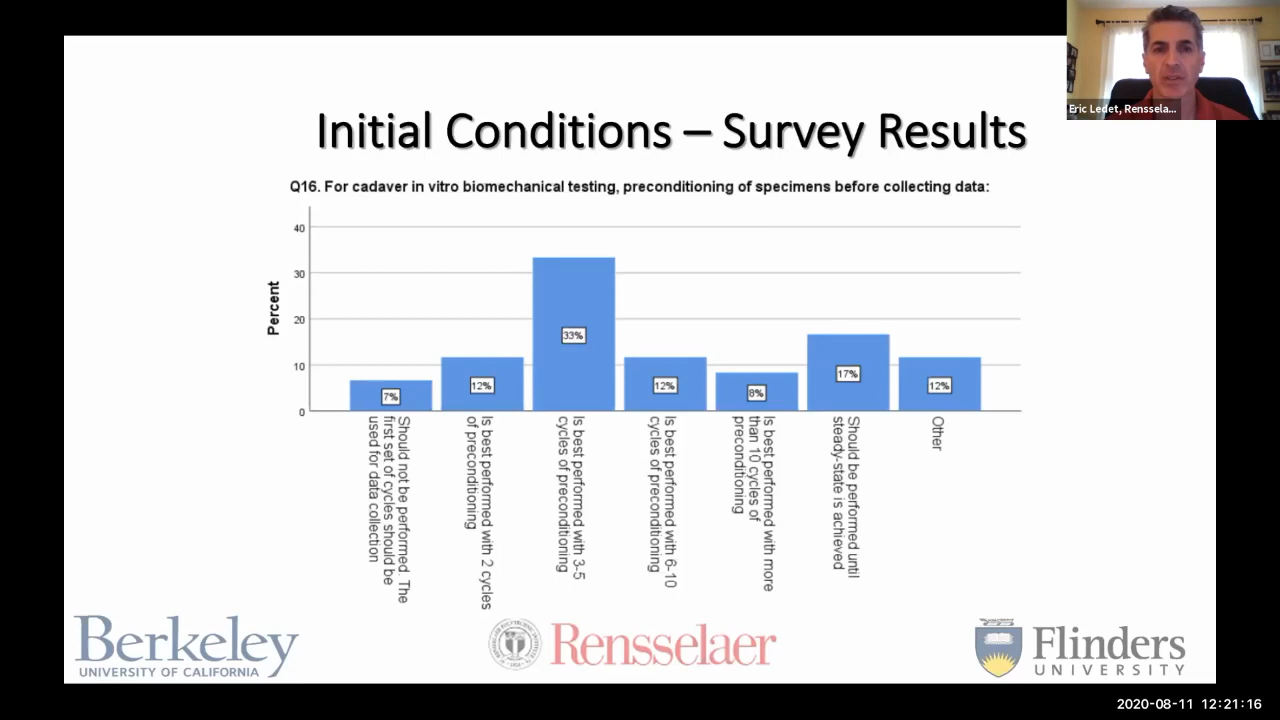 Eric Ledet, Renssela...
Initial Conditions – Survey Results
Q16. For cadaver in vitro biomechanical testing, preconditioning of specimens before collecting data:
Percent
40
30
20
10
0
7%
12%
33%
12%
8%
17%
12%
Should not be performed. The
first set of cycles should be
used for data collection
Is best performed with 2 cycles
of preconditioning
Is best performed with 3-5
cycles of preconditioning
Is best performed with 6-10
cycles of preconditioning
Is best performed with more
than 10 cycles of
preconditioning
Should be performed until
steady-state is achieved
Other
Berkeley
UNIVERSITY OF CALIFORNIA
Rensselaer
Flinders
UNIVERSITY
2020-08-11 12:21:16